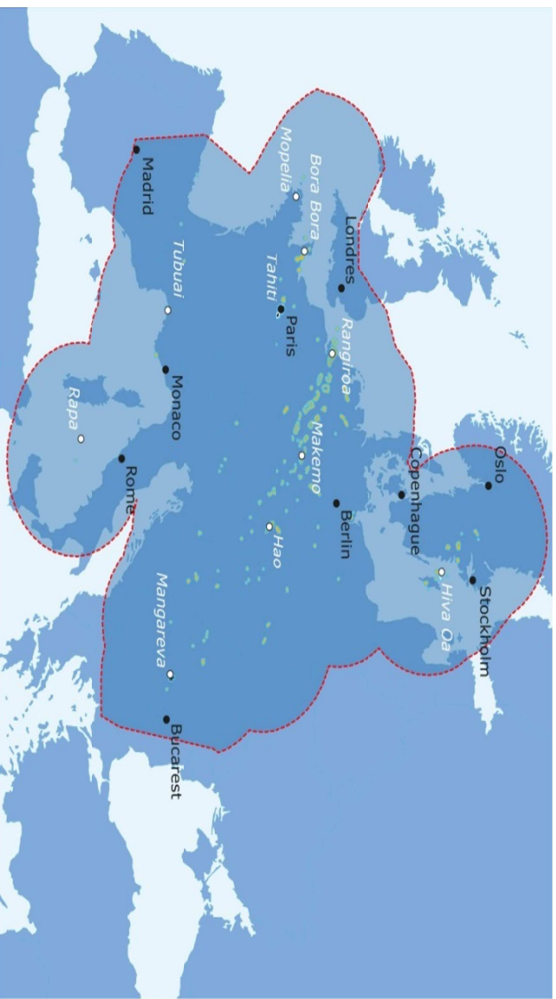 Oslo
Stockholm
Hiva Oa
Copenhague
Londres
Rangiroa
Berlin
Bora Bora
Mopelia
Makemo
Paris
Tahiti
Hao
Tubuai
Monaco
Mangareva
Bucarest
Madrid
Rome
Rapa